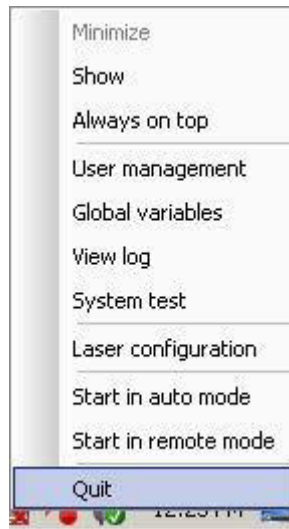 Minimize
Show
Always on top
User management
Global variables
View log
System test
Laser configuration
Start in auto mode
Start in remote mode
Quit